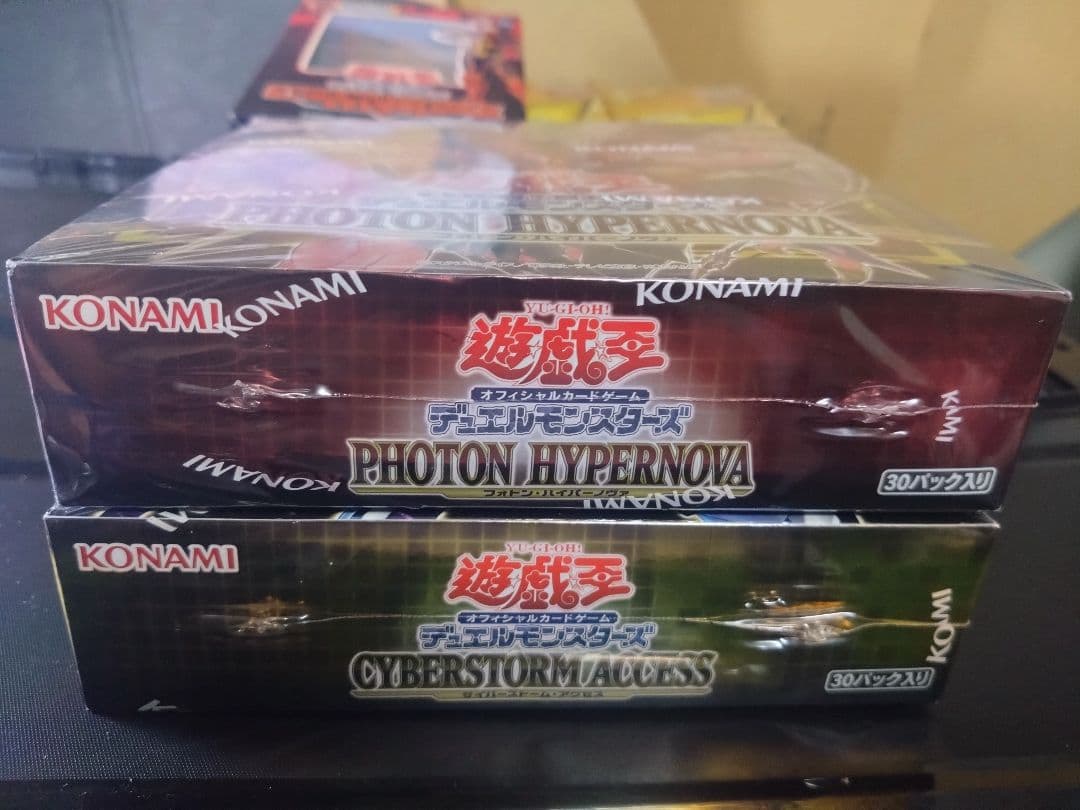 PHOTON HYPERNOVA
KONAMI
KONAMI
KONAMI
YU-GI-OH!
遊戯王
オフィシャルカードゲーム
デュエルモンスターズ
PHOTON HYPERNOVA
フォトン・ハイパーノヴァ
30パック入り
KONAMI
KONAMI
KONAMI
KONAMI
YU-GI-OH!
遊戯王
オフィシャルカードゲーム
デュエルモンスターズ
CYBERSTORM ACCESS
サイバーストーム・アクセス
30パック入り